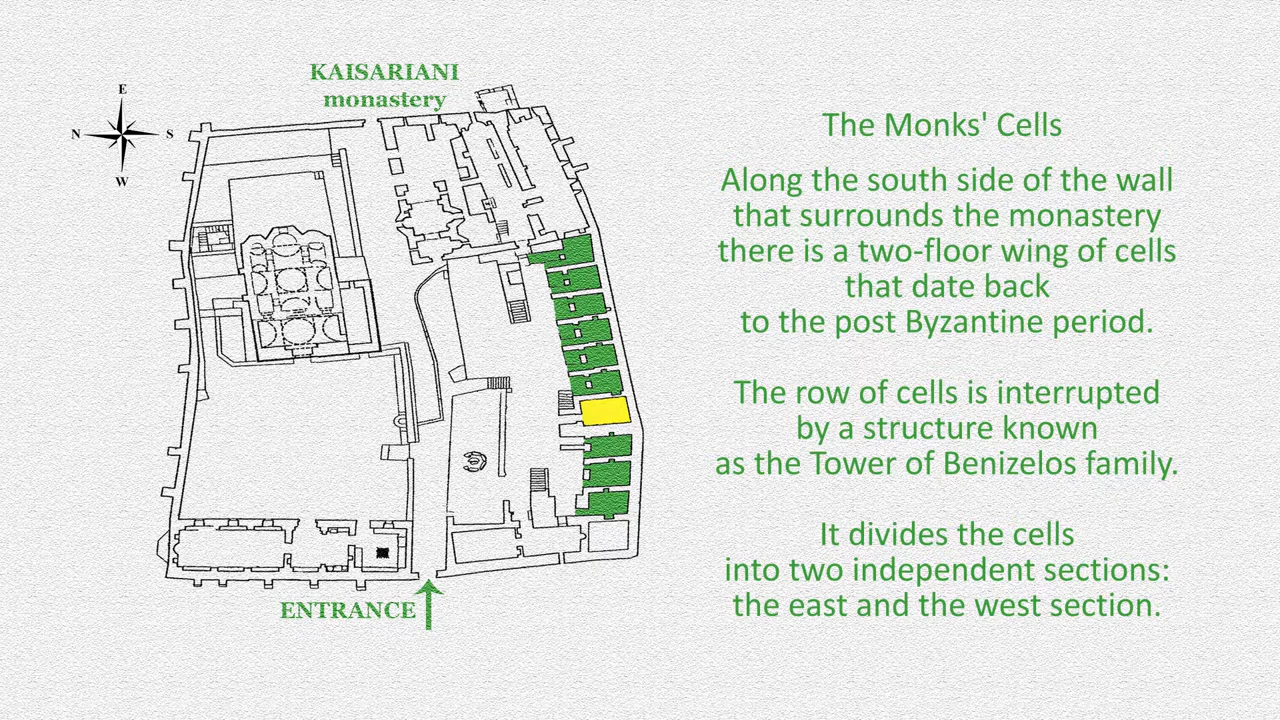 KAISARIANI
monastery
E
N
S
W
ENTRANCE
The Monks' Cells
Along the south side of the wall
that surrounds the monastery
there is a two-floor wing of cells
that date back
to the post Byzantine period.
The row of cells is interrupted
by a structure known
as the Tower of Benizelos family.
It divides the cells
into two independent sections:
the east and the west section.